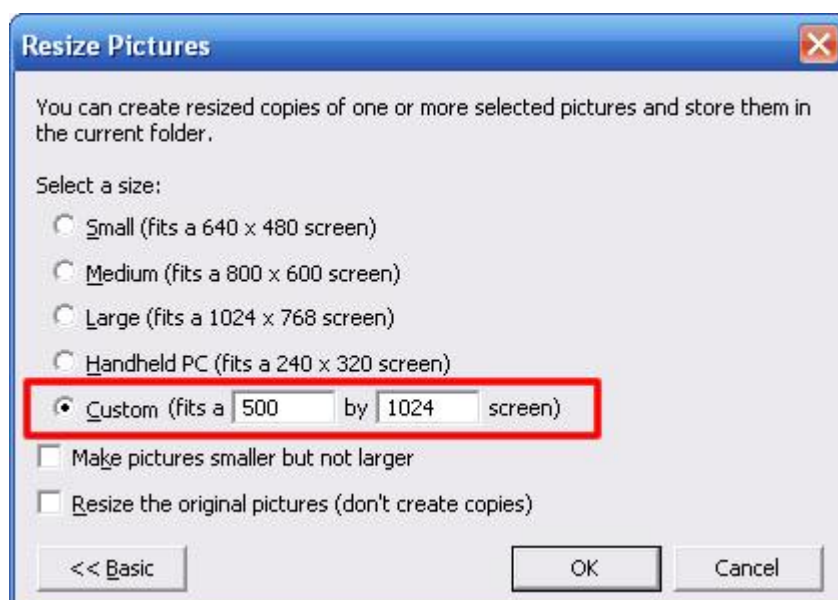 Resize Pictures
You can create resized copies of one or more selected pictures and store them in
the current folder.
Select a size:
Small (fits a 640 x 480 screen)
Medium (fits a 800 x 600 screen)
Large (fits a 1024 x 768 screen)
Handheld PC (fits a 240 x 320 screen)
Custom (fits a 500 by 1024 screen)
Make pictures smaller but not larger
Resize the original pictures (don't create copies)
<< Basic OK Cancel